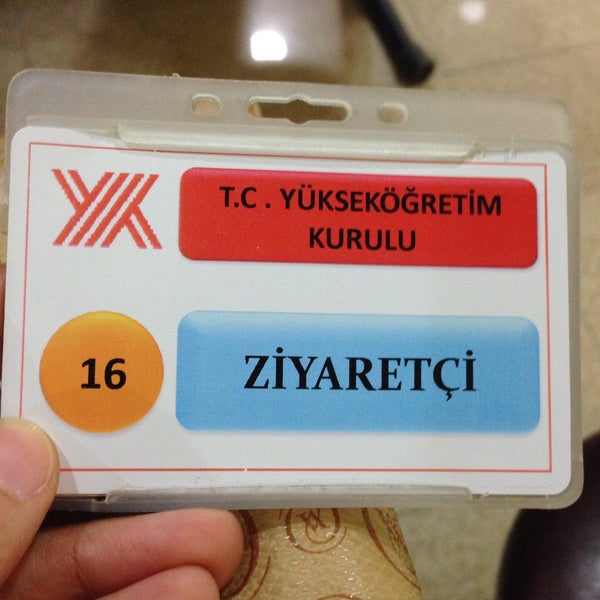 T.C . YÜKSEKÖĞRETİM
KURULU
16
ZİYARETÇİ